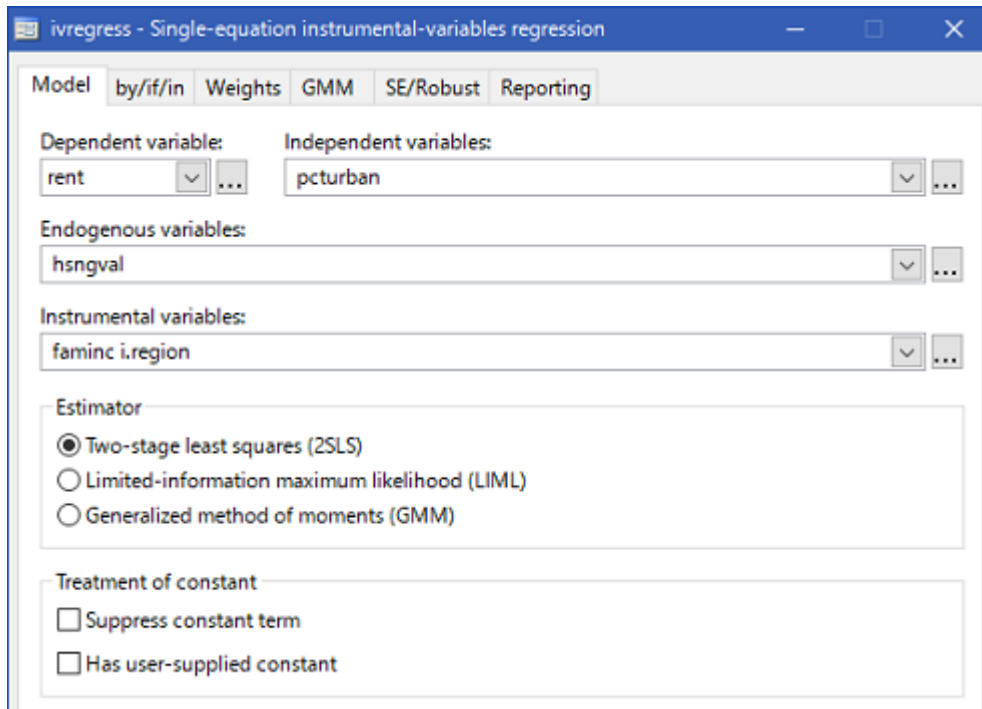 ivregress - Single-equation instrumental-variables regression
Model by/if/in Weights GMM SE/Robust Reporting
Dependent variable: Independent variables:
rent ... pcturban ...
Endogenous variables:
hsngval ...
Instrumental variables:
faminc i.region ...
Estimator
Two-stage least squares (2SLS)
Limited-information maximum likelihood (LIML)
Generalized method of moments (GMM)
Treatment of constant
Suppress constant term
Has user-supplied constant